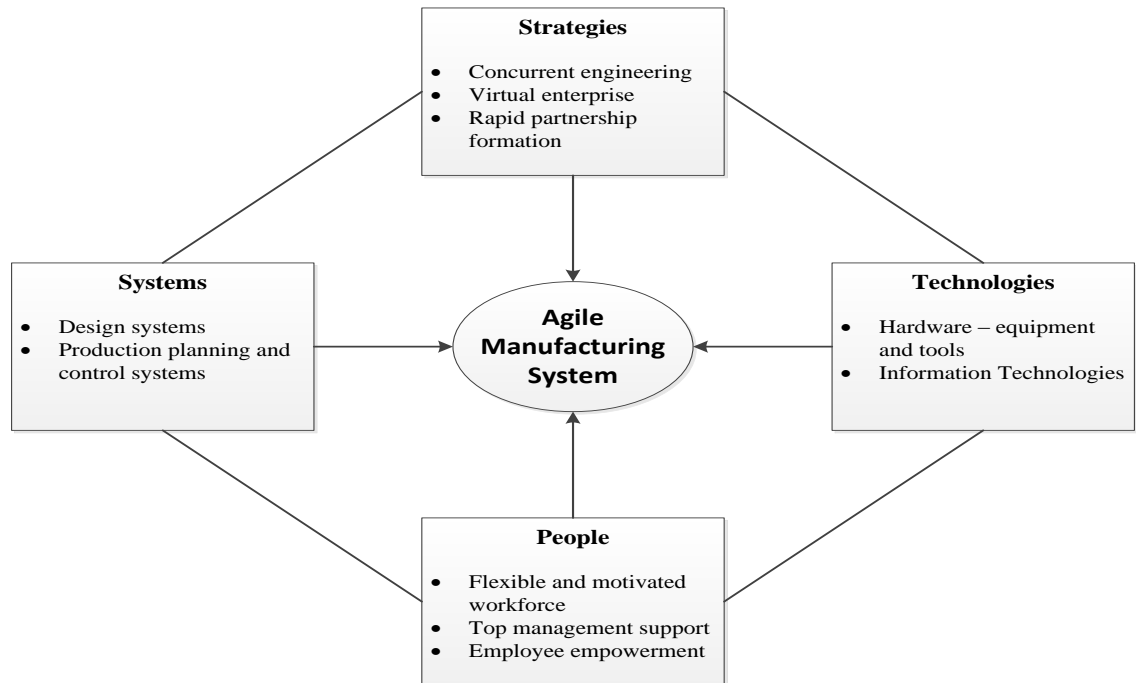 Strategies
• Concurrent engineering
• Virtual enterprise
• Rapid partnership
formation
Systems
• Design systems
• Production planning and
control systems
Agile
Manufacturing
System
Technologies
• Hardware – equipment
and tools
• Information Technologies
People
• Flexible and motivated
workforce
• Top management support
• Employee empowerment